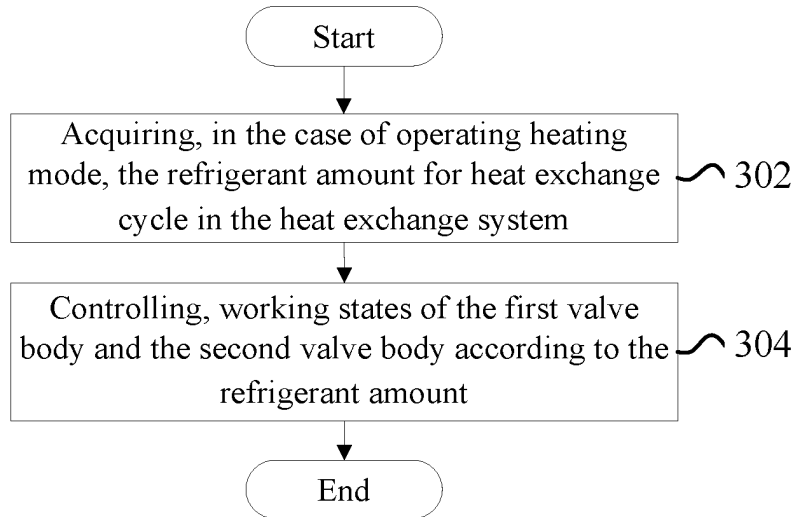 Start
Acquiring, in the case of operating heating
mode, the refrigerant amount for heat exchange
cycle in the heat exchange system
302
Controlling, working states of the first valve
body and the second valve body according to the
refrigerant amount
304
End